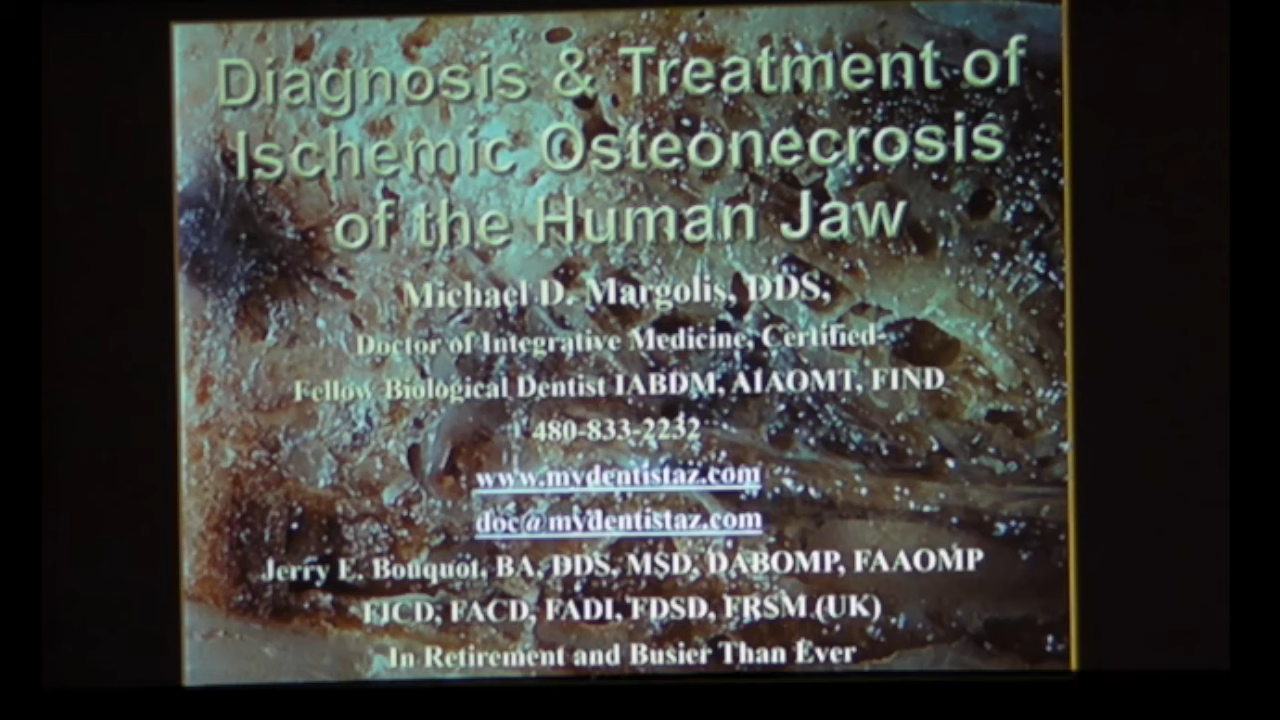 Diagnosis & Treatment of
Ischemic Osteonecrosis
of the Human Jaw
Michael D. Margolis, DDS,
Doctor of Integrative Medicine, Certified-
Fellow Biological Dentist IABDM, AIAOMT, FIND
480-833-2232
www.mydentistaz.com
doc@mydentistaz.com
Jerry E. Bouquot, BA, DDS, MSD, DABOMP, FAAOMP
FJCD, FACD, FADI, FDSD, FRSM (UK)
In Retirement and Busier Than Ever